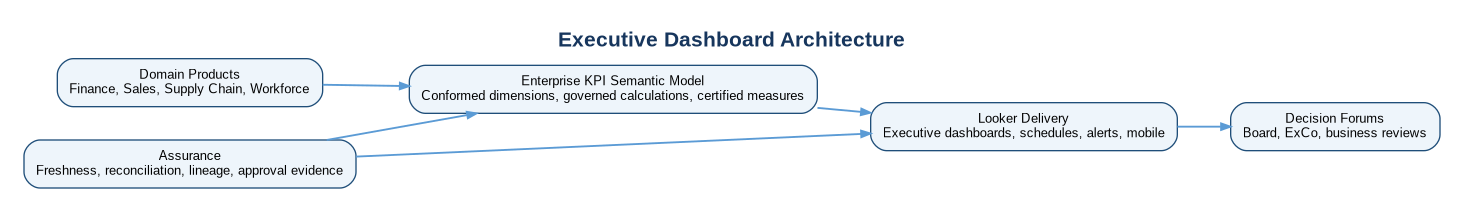 Executive Dashboard Architecture
Domain Products
Finance, Sales, Supply Chain, Workforce
Enterprise KPI Semantic Model
Conformed dimensions, governed calculations, certified measures
Looker Delivery
Executive dashboards, schedules, alerts, mobile
Decision Forums
Board, ExCo, business reviews
Assurance
Freshness, reconciliation, lineage, approval evidence